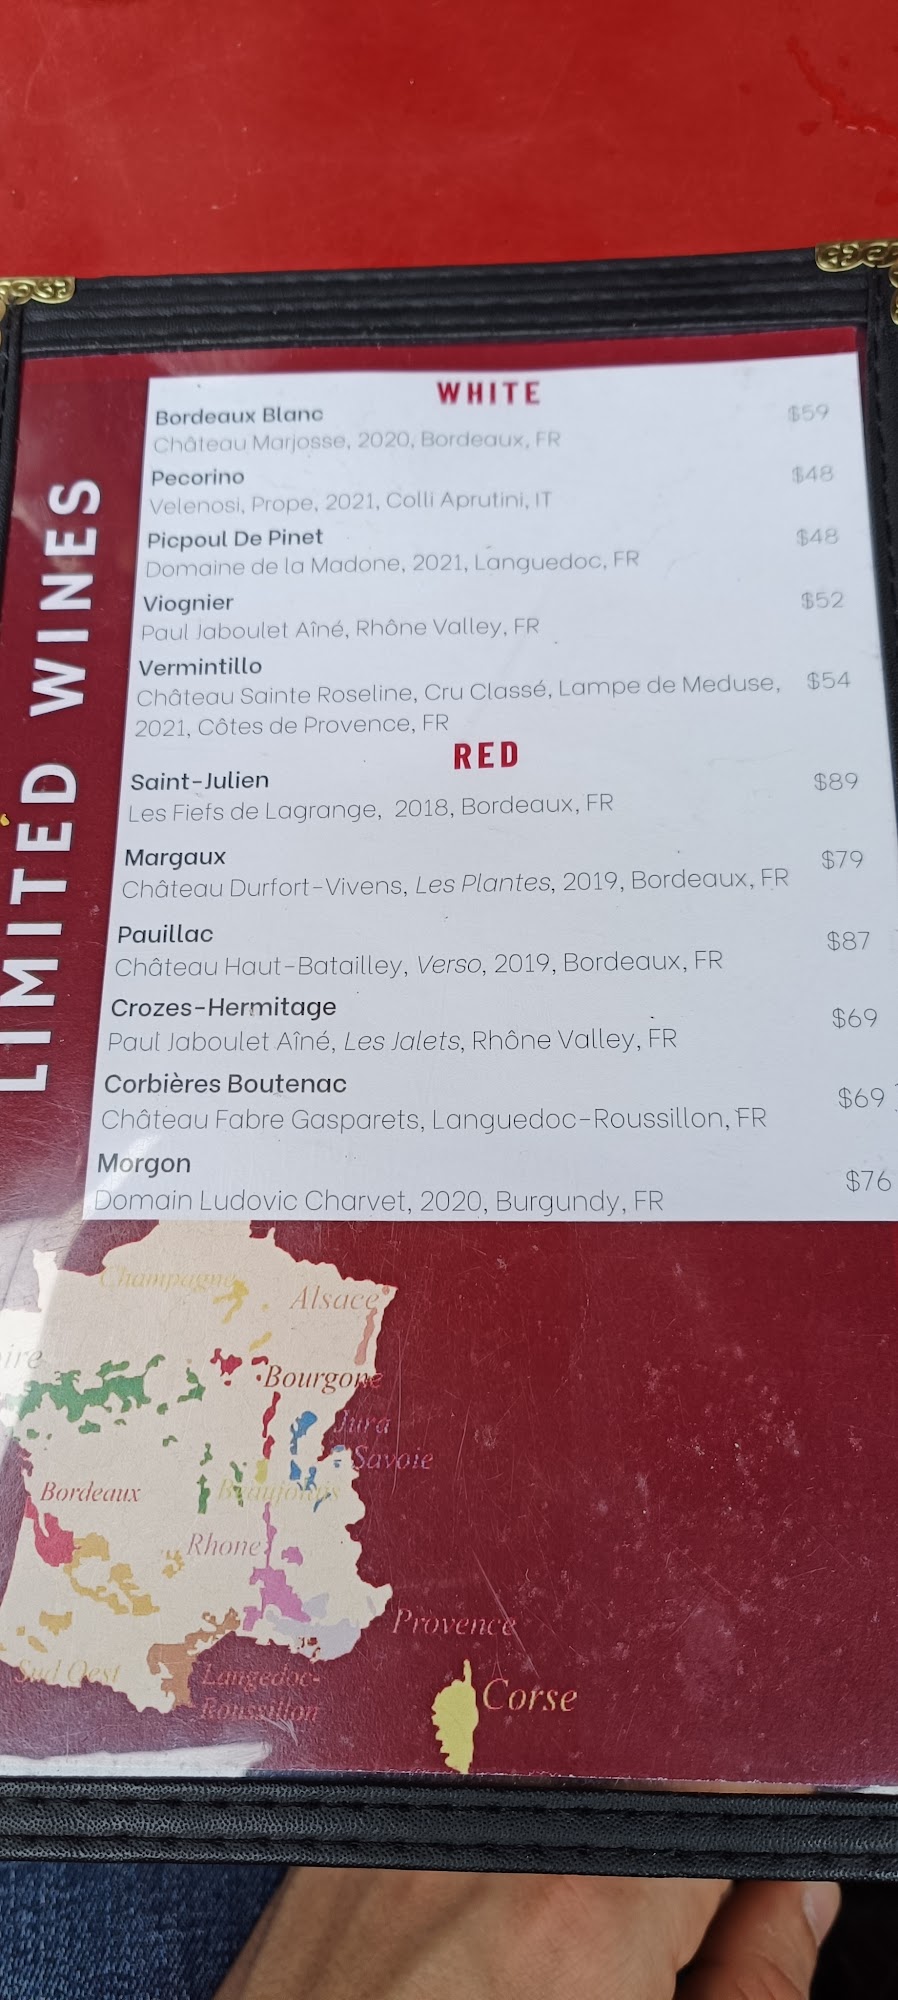 LIMITED WINES
WHITE
Bordeaux Blanc $59
Château Marjosse, 2020, Bordeaux, FR
Pecorino $48
Velenosi, Prope, 2021, Colli Aprutini, IT
Picpoul De Pinet $48
Domaine de la Madone, 2021, Languedoc, FR
Viognier $52
Paul Jaboulet Aîné, Rhône Valley, FR
Vermintillo
Château Sainte Roseline, Cru Classé, Lampe de Meduse, $54
2021, Côtes de Provence, FR
RED
Saint-Julien $89
Les Fiefs de Lagrange, 2018, Bordeaux, FR
Margaux $79
Château Durfort-Vivens, Les Plantes, 2019, Bordeaux, FR
Pauillac $87
Château Haut-Batailley, Verso, 2019, Bordeaux, FR
Crozes-Hermitage $69
Paul Jaboulet Aîné, Les Jalets, Rhône Valley, FR
Corbières Boutenac $69
Château Fabre Gasparets, Languedoc-Roussillon, FR
Morgon $76
Domain Ludovic Charvet, 2020, Burgundy, FR
Champagne
Alsace
ire
Bourgone
Jura
Savoie
Bordeaux
Beaujolais
Rhone
Provence
Sud Oest
Langedoc-
Roussillon
Corse